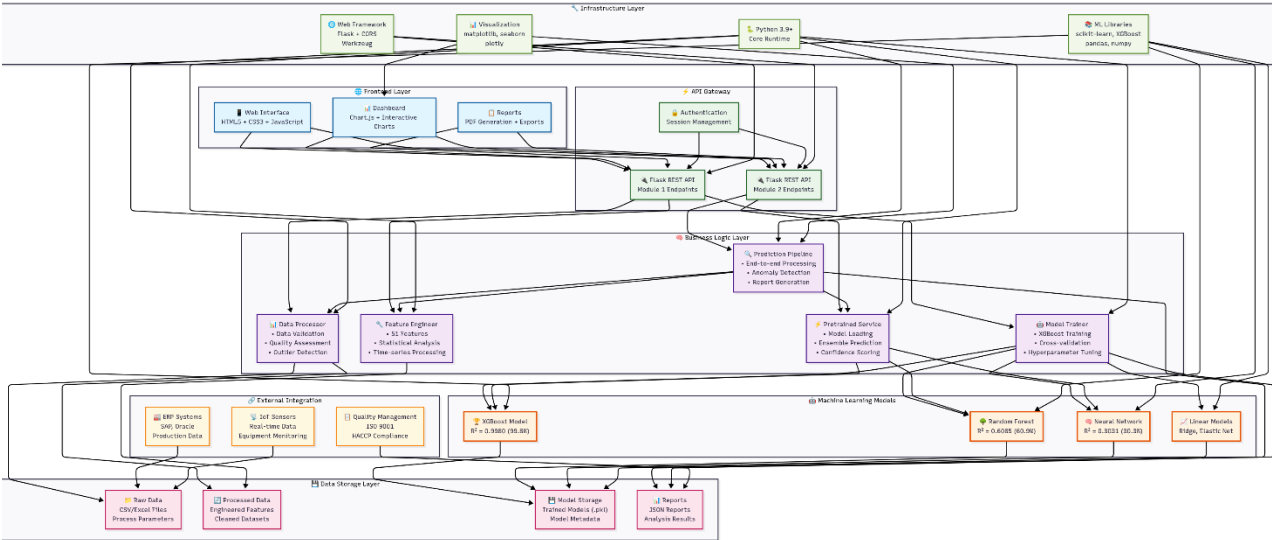 🔧 Infrastructure Layer
🌐 Web Framework
Flask + CORS
Werkzeug
📊 Visualization
matplotlib, seaborn
plotly
🐍 Python 3.9+
Core Runtime
📚 ML Libraries
scikit-learn, XGBoost
pandas, numpy
🌐 Frontend Layer
📱 Web Interface
HTML5 + CSS3 + JavaScript
📊 Dashboard
Chart.js + Interactive
Charts
📋 Reports
PDF Generation + Exports
⚡ API Gateway
🔒 Authentication
Session Management
🔌 Flask REST API
Module 1 Endpoints
🔌 Flask REST API
Module 2 Endpoints
🧠 Business Logic Layer
🔍 Prediction Pipeline
• End-to-end Processing
• Anomaly Detection
• Report Generation
📊 Data Processor
• Data Validation
• Quality Assessment
• Outlier Detection
🔧 Feature Engineer
• 51 Features
• Statistical Analysis
• Time-series Processing
⚡ Pretrained Service
• Model Loading
• Ensemble Prediction
• Confidence Scoring
🤖 Model Trainer
• XGBoost Training
• Cross-validation
• Hyperparameter Tuning
🔗 External Integration
🏭 ERP Systems
SAP, Oracle
Production Data
📡 IoT Sensors
Real-time Data
Equipment Monitoring
📋 Quality Management
ISO 9001
HACCP Compliance
🤖 Machine Learning Models
🏆 XGBoost Model
R² = 0.9980 (99.8%)
🌳 Random Forest
R² = 0.6085 (60.9%)
🧠 Neural Network
R² = 0.3031 (30.3%)
📈 Linear Models
Ridge, Elastic Net
💾 Data Storage Layer
📁 Raw Data
CSV/Excel Files
Process Parameters
🔄 Processed Data
Engineered Features
Cleaned Datasets
💾 Model Storage
Trained Models (.pkl)
Model Metadata
📊 Reports
JSON Reports
Analysis Results